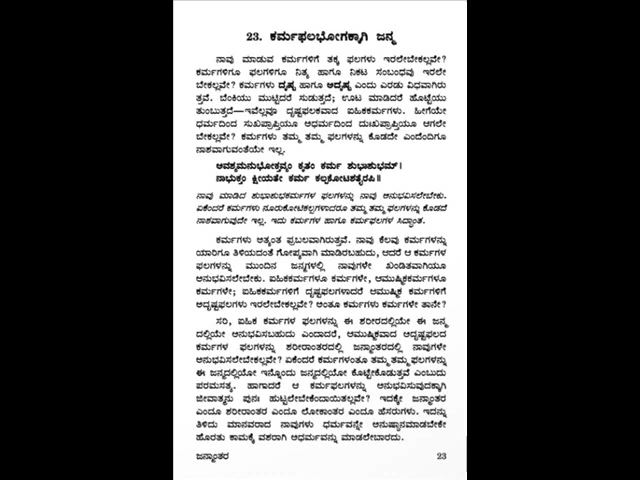 23. ಕರ್ಮಫಲಭೋಗಕ್ಕಾಗಿ ಜನ್ಮ
ನಾವು ಮಾಡುವ ಕರ್ಮಗಳಿಗೆ ತಕ್ಕ ಫಲಗಳು ಇರಲೇಬೇಕಲ್ಲವೇ?
ಕರ್ಮಗಳಿಗೂ ಫಲಗಳಿಗೂ ನಿತ್ಯ ಹಾಗೂ ನಿಕಟ ಸಂಬಂಧವು ಇರಲೇ
ಬೇಕಲ್ಲವೇ? ಕರ್ಮಗಳು ದೃಷ್ಟ ಹಾಗೂ ಅದೃಷ್ಟ ಎಂದು ಎರಡು ವಿಧವಾಗಿರು
ತ್ತವೆ. ಬೆಂಕಿಯು ಮುಟ್ಟಿದರೆ ಸುಡುತ್ತದೆ; ಊಟ ಮಾಡಿದರೆ ಹೊಟ್ಟೆಯು
ತುಂಬುತ್ತದೆ—ಇವೆಲ್ಲವೂ ದೃಷ್ಟಫಲಕವಾದ ಐಹಿಕಕರ್ಮಗಳು. ಹೀಗೆಯೇ
ಧರ್ಮದಿಂದ ಸುಖಪ್ರಾಪ್ತಿಯೂ ಅಧರ್ಮದಿಂದ ದುಃಖಪ್ರಾಪ್ತಿಯೂ ಆಗಲೇ
ಬೇಕಲ್ಲವೇ? ಕರ್ಮಗಳು ತಮ್ಮ ತಮ್ಮ ಫಲಗಳನ್ನು ಕೊಡದೇ ಎಂದೆಂದಿಗೂ
ನಾಶವಾಗುವಂತೆಯೇ ಇಲ್ಲ.
ಅವಶ್ಯಮನುಭೋಕ್ತವ್ಯಂ ಕೃತಂ ಕರ್ಮ ಶುಭಾಶುಭಮ್।
ನಾಭುಕ್ತಂ ಕ್ಷೀಯತೇ ಕರ್ಮ ಕಲ್ಪಕೋಟಿಶತೈರಪಿ॥
ನಾವು ಮಾಡಿದ ಶುಭಾಶುಭಕರ್ಮಗಳ ಫಲಗಳನ್ನು ನಾವು ಅನುಭವಿಸಲೇಬೇಕು.
ಏಕೆಂದರೆ ಕರ್ಮಗಳು ನೂರುಕೋಟಿಕಲ್ಪಗಳಾದರೂ ತಮ್ಮ ತಮ್ಮ ಫಲಗಳನ್ನು ಕೊಡದೆ
ನಾಶವಾಗುವುದೇ ಇಲ್ಲ. ಇದು ಕರ್ಮಗಳ ಹಾಗೂ ಕರ್ಮಫಲಗಳ ಸಿದ್ಧಾಂತ.
ಕರ್ಮಗಳು ಅತ್ಯಂತ ಪ್ರಬಲವಾಗಿರುತ್ತವೆ. ನಾವು ಕೆಲವು ಕರ್ಮಗಳನ್ನು
ಯಾರಿಗೂ ತಿಳಿಯದಂತೆ ಗೋಪ್ಯವಾಗಿ ಮಾಡಿರಬಹುದು, ಆದರೆ ಆ ಕರ್ಮಗಳ
ಫಲಗಳನ್ನು ಮುಂದಿನ ಜನ್ಮಗಳಲ್ಲಿ ನಾವುಗಳೇ ಖಂಡಿತವಾಗಿಯೂ
ಅನುಭವಿಸಲೇಬೇಕು. ಐಹಿಕಕರ್ಮಗಳೂ ಕರ್ಮಗಳೇ, ಆಮುಷ್ಮಿಕಕರ್ಮಗಳೂ
ಕರ್ಮಗಳೇ; ಐಹಿಕಕರ್ಮಗಳಿಗೆ ದೃಷ್ಟಫಲಗಳಾದರೆ ಆಮುಷ್ಮಿಕ ಕರ್ಮಗಳಿಗೆ
ಅದೃಷ್ಟಫಲಗಳು ಇರಲೇಬೇಕಲ್ಲವೇ? ಅಂತೂ ಕರ್ಮಗಳು ಕರ್ಮಗಳೇ ತಾನೇ?
ಸರಿ, ಐಹಿಕ ಕರ್ಮಗಳ ಫಲಗಳನ್ನು ಈ ಶರೀರದಲ್ಲಿಯೇ ಈ ಜನ್ಮ
ದಲ್ಲಿಯೇ ಅನುಭವಿಸಬಹುದು ಎಂದಾದರೆ, ಆಮುಷ್ಮಿಕವಾದ ಅದೃಷ್ಟಫಲದ
ಕರ್ಮಗಳ ಫಲಗಳನ್ನು ಶರೀರಾಂತರದಲ್ಲಿ ಜನ್ಮಾಂತರದಲ್ಲಿ ನಾವುಗಳೇ
ಅನುಭವಿಸಲೇಬೇಕಲ್ಲವೇ? ಏಕೆಂದರೆ ಕರ್ಮಗಳಂತೂ ತಮ್ಮ ತಮ್ಮ ಫಲಗಳನ್ನು
ಈ ಜನ್ಮದಲ್ಲಿಯೋ ಇನ್ನೊಂದು ಜನ್ಮದಲ್ಲಿಯೋ ಕೊಟ್ಟೇಕೊಡುತ್ತವೆ ಎಂಬುದು
ಪರಮಸತ್ಯ. ಹಾಗಾದರೆ ಆ ಕರ್ಮಫಲಗಳನ್ನು ಅನುಭವಿಸುವುದಕ್ಕಾಗಿ
ಜೀವಾತ್ಮನು ಪುನಃ ಹುಟ್ಟಲೇಬೇಕೆಂದಾಯಿತಲ್ಲವೇ? ಇದಕ್ಕೇ ಜನ್ಮಾಂತರ
ಎಂದೂ ಶರೀರಾಂತರ ಎಂದೂ ಲೋಕಾಂತರ ಎಂದೂ ಹೆಸರುಗಳು. ಇದನ್ನು
ತಿಳಿದು ಮಾನವರಾದ ನಾವುಗಳು ಧರ್ಮವನ್ನೇ ಅನುಷ್ಠಾನಮಾಡಬೇಕೇ
ಹೊರತು ಕಾಮಕ್ಕೆ ವಶರಾಗಿ ಅಧರ್ಮವನ್ನು ಮಾಡಲೇಬಾರದು.
ಜನ್ಮಾಂತರ 23